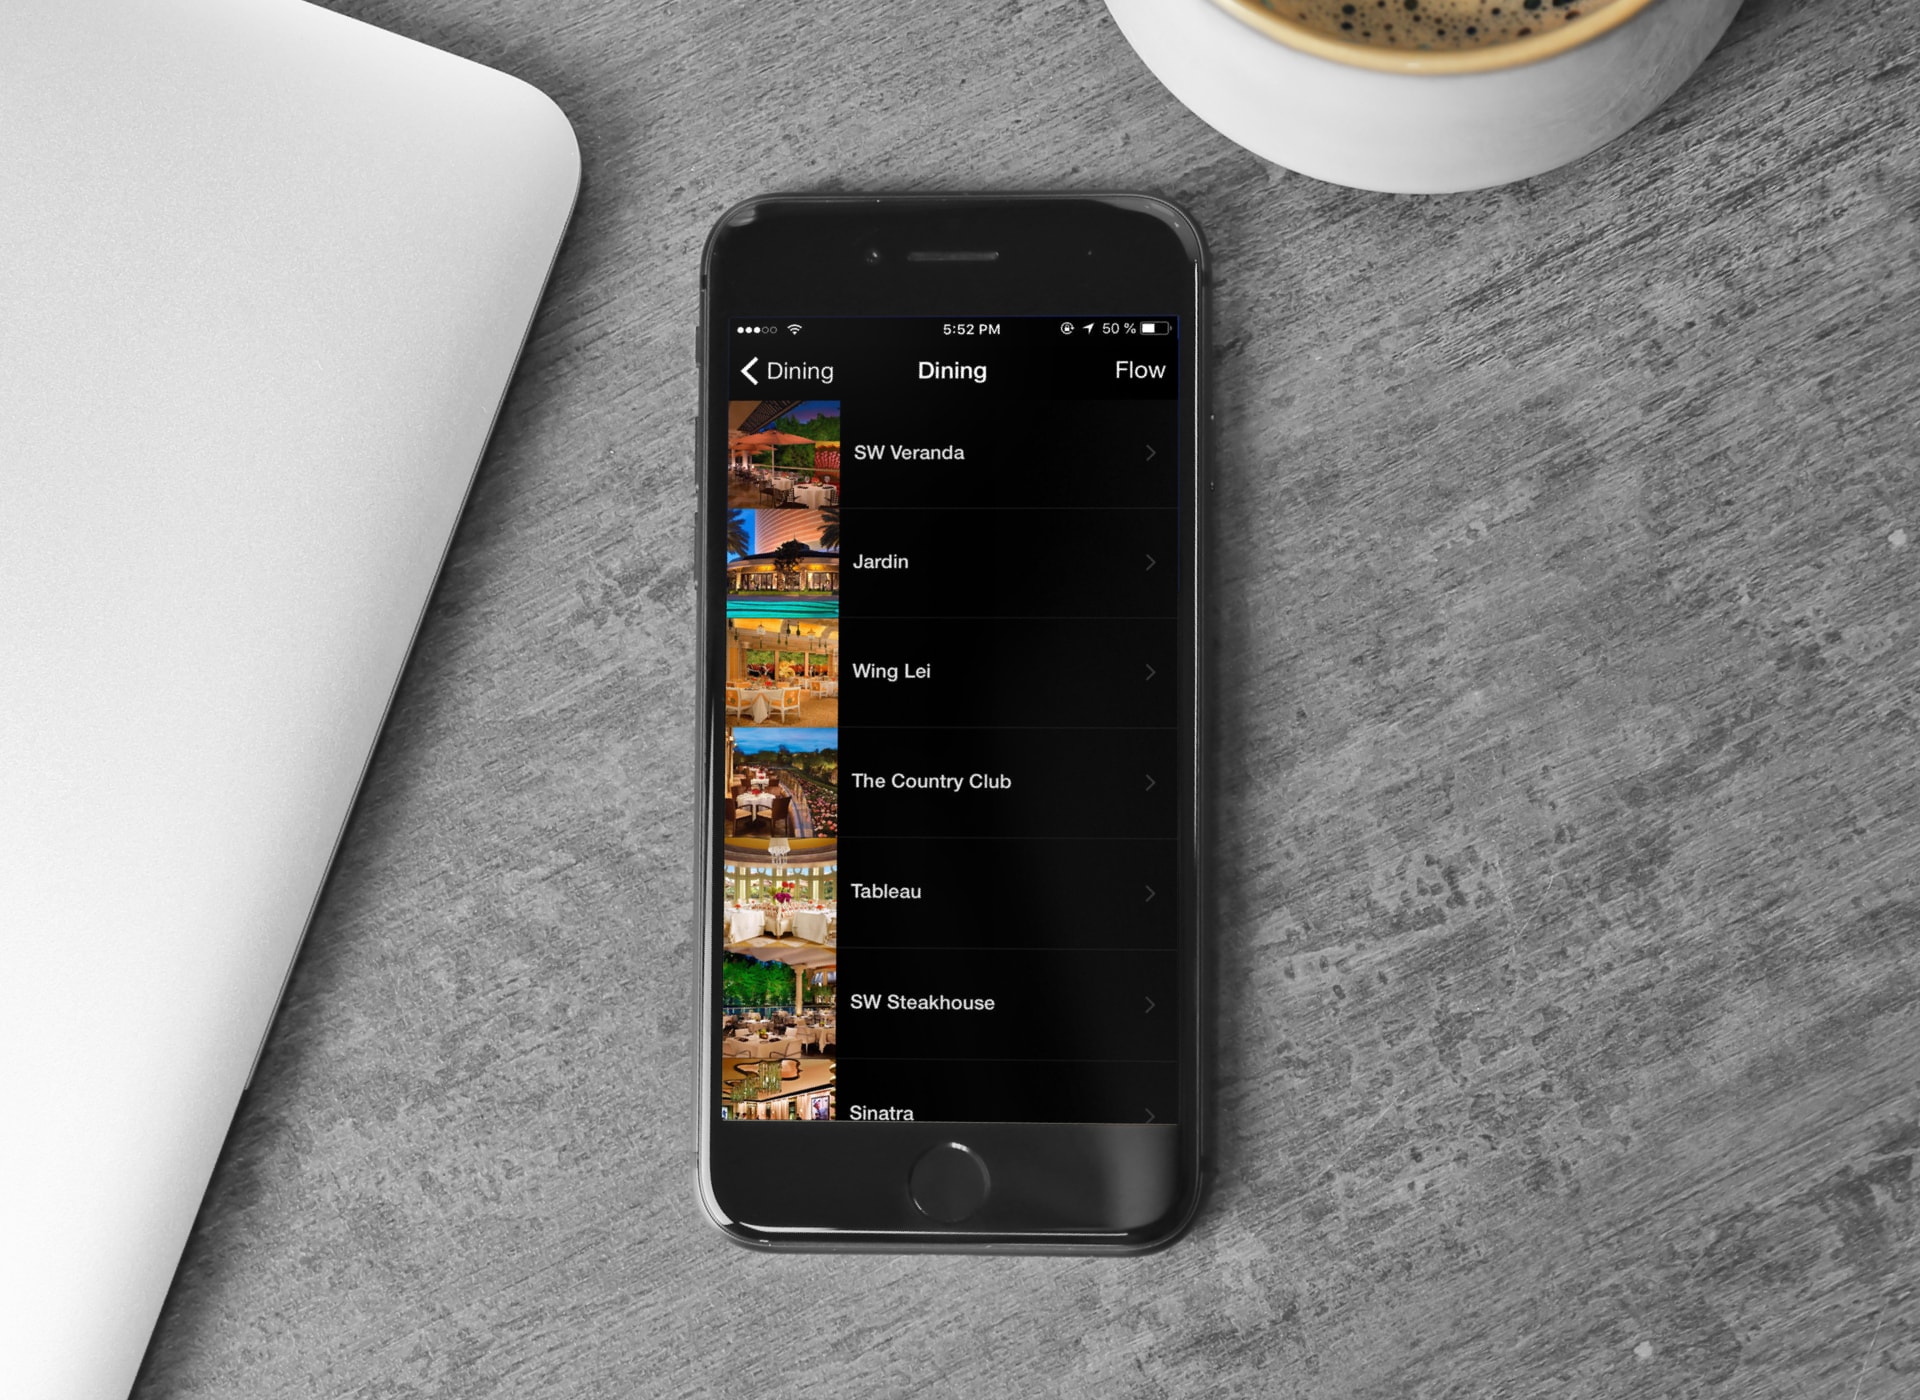 5:52 PM 50 %
Dining Dining Flow
SW Veranda
Jardin
Wing Lei
The Country Club
Tableau
SW Steakhouse
Sinatra